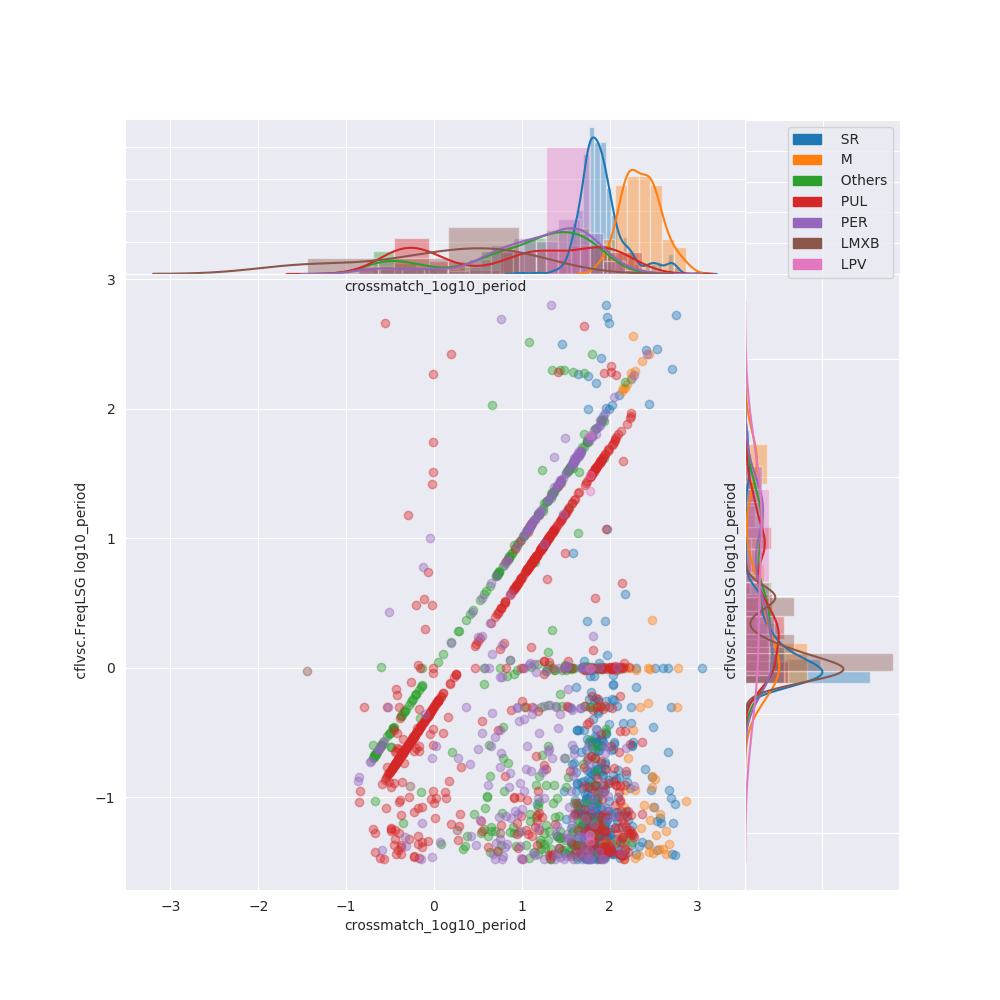 SR
M
Others
PUL
PER
LMXB
LPV
crossmatch_1og10_period
3
2
1
0
−1
cflvsc.FreqLSG log10_period
cflvsc.FreqLSG log10_period
−3 −2 −1 0 1 2 3
crossmatch_1og10_period